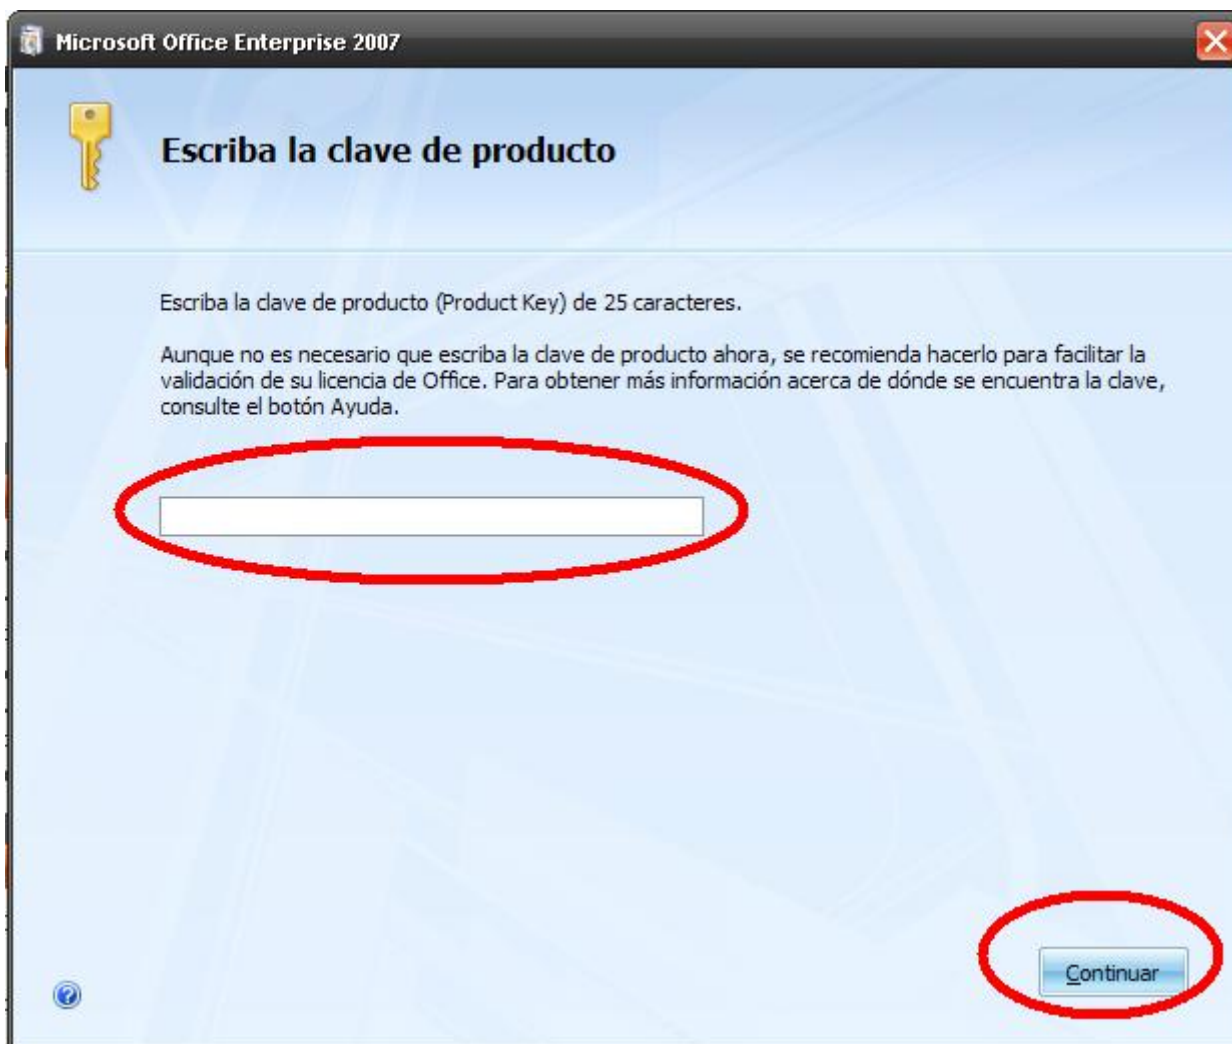 Microsoft Office Enterprise 2007
Escriba la clave de producto
Escriba la clave de producto (Product Key) de 25 caracteres.
Aunque no es necesario que escriba la clave de producto ahora, se recomienda hacerlo para facilitar la
validación de su licencia de Office. Para obtener más información acerca de dónde se encuentra la clave,
consulte el botón Ayuda.
Continuar